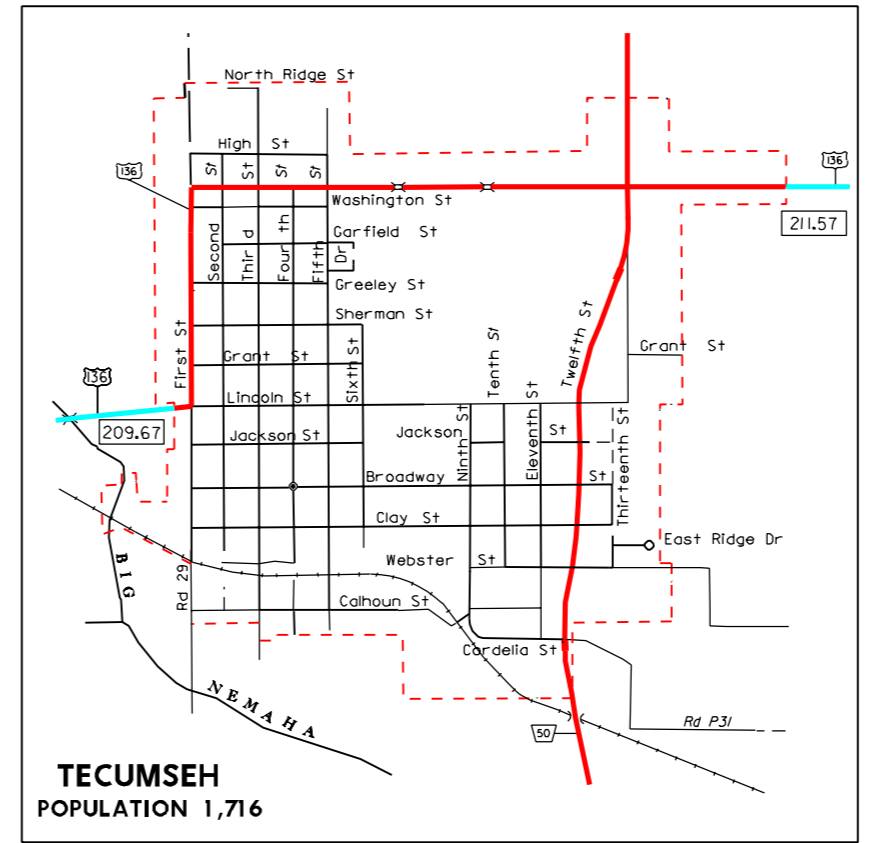 North Ridge St
High St
136
136
St
St
St
St
Washington St
211.57
Garfield St
Second
Third
Fourth
Fifth
Dr
Greeley St
Sherman St
First St
Grant St
Sixth St
Tenth St
Twelfth St
Grant St
136
Lincoln St
209.67
Jackson St
Jackson St
Ninth St
Eleventh St
Thirteenth St
Broadway St
Clay St
Webster St
East Ridge Dr
BIG
Rd 29
Calhoun St
Cordelia St
NEMAHA
Rd P31
50
TECUMSEH
POPULATION 1,716